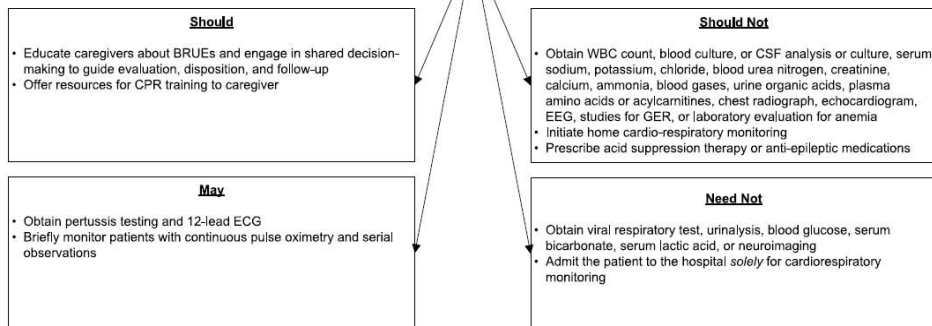 Should
• Educate caregivers about BRUEs and engage in shared decision-
making to guide evaluation, disposition, and follow-up
• Offer resources for CPR training to caregiver
Should Not
• Obtain WBC count, blood culture, or CSF analysis or culture, serum
sodium, potassium, chloride, blood urea nitrogen, creatinine,
calcium, ammonia, blood gases, urine organic acids, plasma
amino acids or acylcarnitines, chest radiograph, echocardiogram,
EEG, studies for GER, or laboratory evaluation for anemia
• Initiate home cardio-respiratory monitoring
• Prescribe acid suppression therapy or anti-epileptic medications
May
• Obtain pertussis testing and 12-lead ECG
• Briefly monitor patients with continuous pulse oximetry and serial
observations
Need Not
• Obtain viral respiratory test, urinalysis, blood glucose, serum
bicarbonate, serum lactic acid, or neuroimaging
• Admit the patient to the hospital solely for cardiorespiratory
monitoring